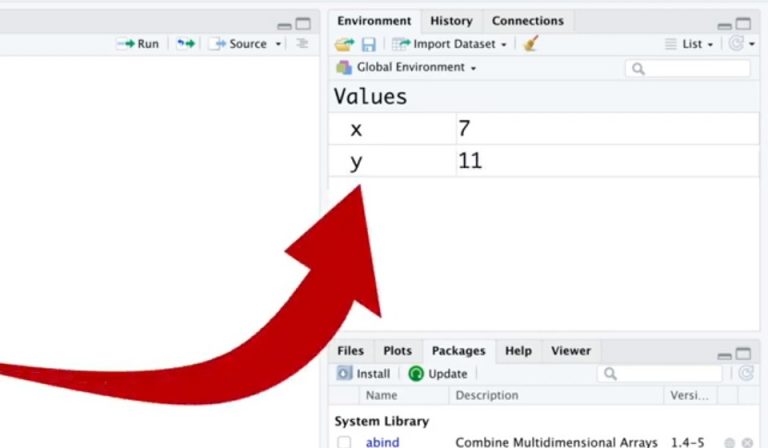 Environment History Connections
Run Source Import Dataset List
Global Environment
Values
x 7
y 11
Files Plots Packages Help Viewer
Install Update
Name Description Versi...
System Library
abind Combine Multidimensional Arrays 1.4-5